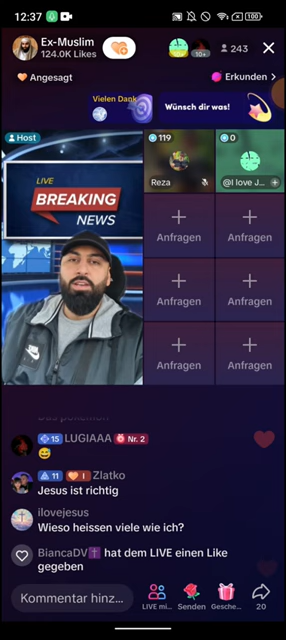 12:37
100
Ex-Muslim
124.0K Likes
10+
243
Angesagt
Erkunden >
Vielen Dank
Wünsch dir was!
Host
119
0
LIVE
BREAKING
NEWS
Reza
@I love J...
Anfragen
Anfragen
Anfragen
Anfragen
Anfragen
Anfragen
15 LUGIAAA Nr. 2
😅
11 I Zlatko
Jesus ist richtig
ilovejesus
Wieso heissen viele wie ich?
BiancaDV✝️ hat dem LIVE einen Like
gegeben
Kommentar hinz...
LIVE mi...
Senden
Gesche...
20